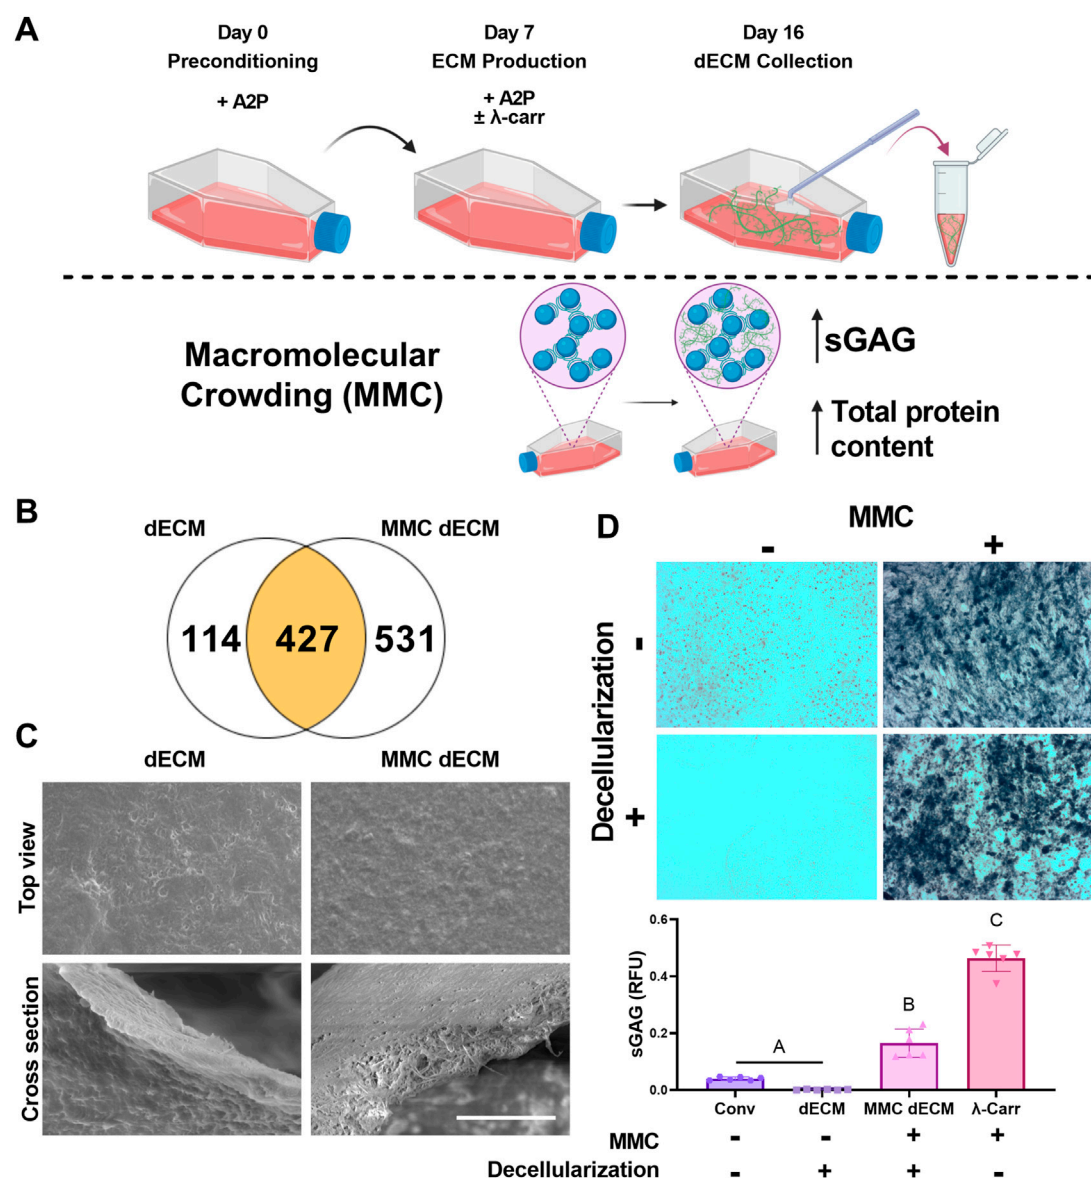 A
Day 0
Preconditioning
+ A2P
Day 7
ECM Production
+ A2P
± λ-carr
Day 16
dECM Collection
Macromolecular
Crowding (MMC)
sGAG
Total protein
content
B
dECM
MMC dECM
114
427
531
C
dECM
MMC dECM
Top view
Cross section
D
MMC
-
+
Decellularization
-
+
sGAG (RFU)
0.6
0.4
0.2
0.0
A
B
C
Conv
dECM
MMC dECM
λ-Carr
MMC - - + +
Decellularization - + + -